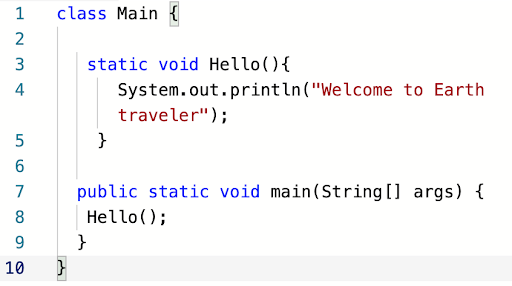 1 class Main {
2
3 static void Hello(){
4 System.out.println("Welcome to Earth
traveler");
5 }
6
7 public static void main(String[] args) {
8 Hello();
9 }
10 }